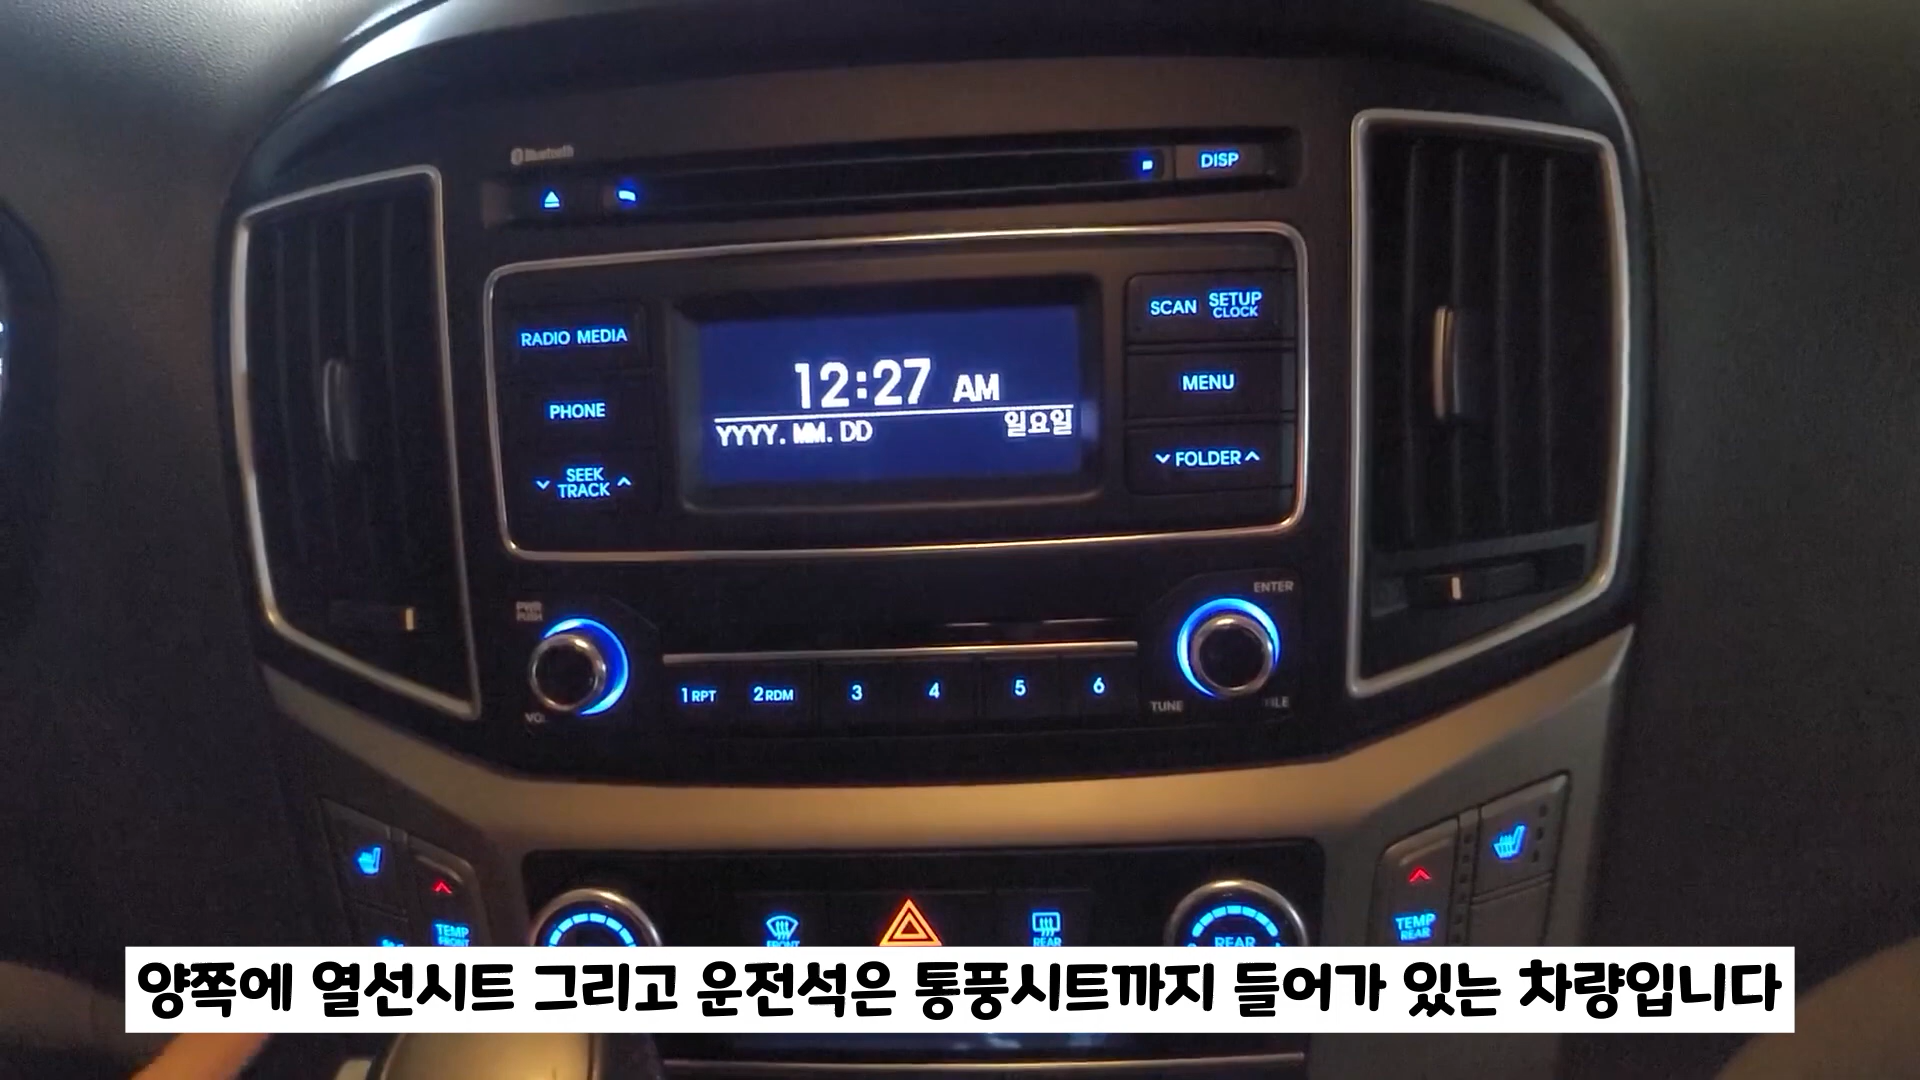 Bluetooth
DISP
RADIO MEDIA
SCAN
SETUP
CLOCK
12:27 AM
YYYY.MM.DD 일요일
PHONE
MENU
SEEK
TRACK
FOLDER
PWR
PUSH
ENTER
1 RPT 2 RDM 3 4 5 6
VOL
TUNE
FILE
TEMP
FRONT
FRONT
REAR
REAR
TEMP
REAR
양쪽에 열선시트 그리고 운전석은 통풍시트까지 들어가 있는 차량입니다